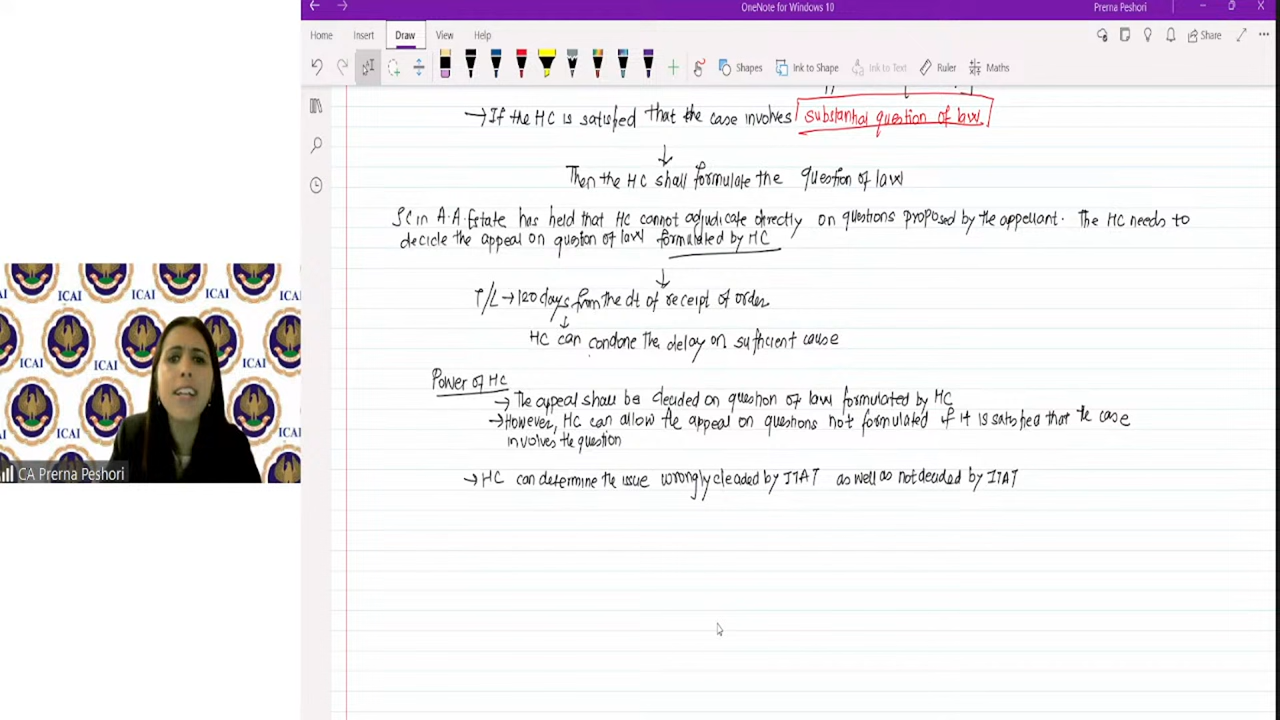 OneNote for Windows 10
Prerna Peshori
Home Insert Draw View Help
Share
Shapes Ink to Shape Ink to Text Ruler Maths
→ If the HC is satisfied that the case involves substantial question of law
Then the HC shall formulate the question of law
SC in A.A.Estate has held that HC cannot adjudicate directly on questions proposed by the appellant. The HC needs to
decide the appeal on question of law formulated by HC
T/L → 120 days from the dt of receipt of order
HC can condone the delay on sufficient cause
Power of HC
→ The appeal shall be decided on question of law formulated by HC
→ However, HC can allow the appeal on questions not formulated if it is satisfied that the case
involves the question
→ HC can determine the issue wrongly decided by ITAT as well as not decided by ITAT
ICAI ICAI ICAI
CA Prerna Peshori